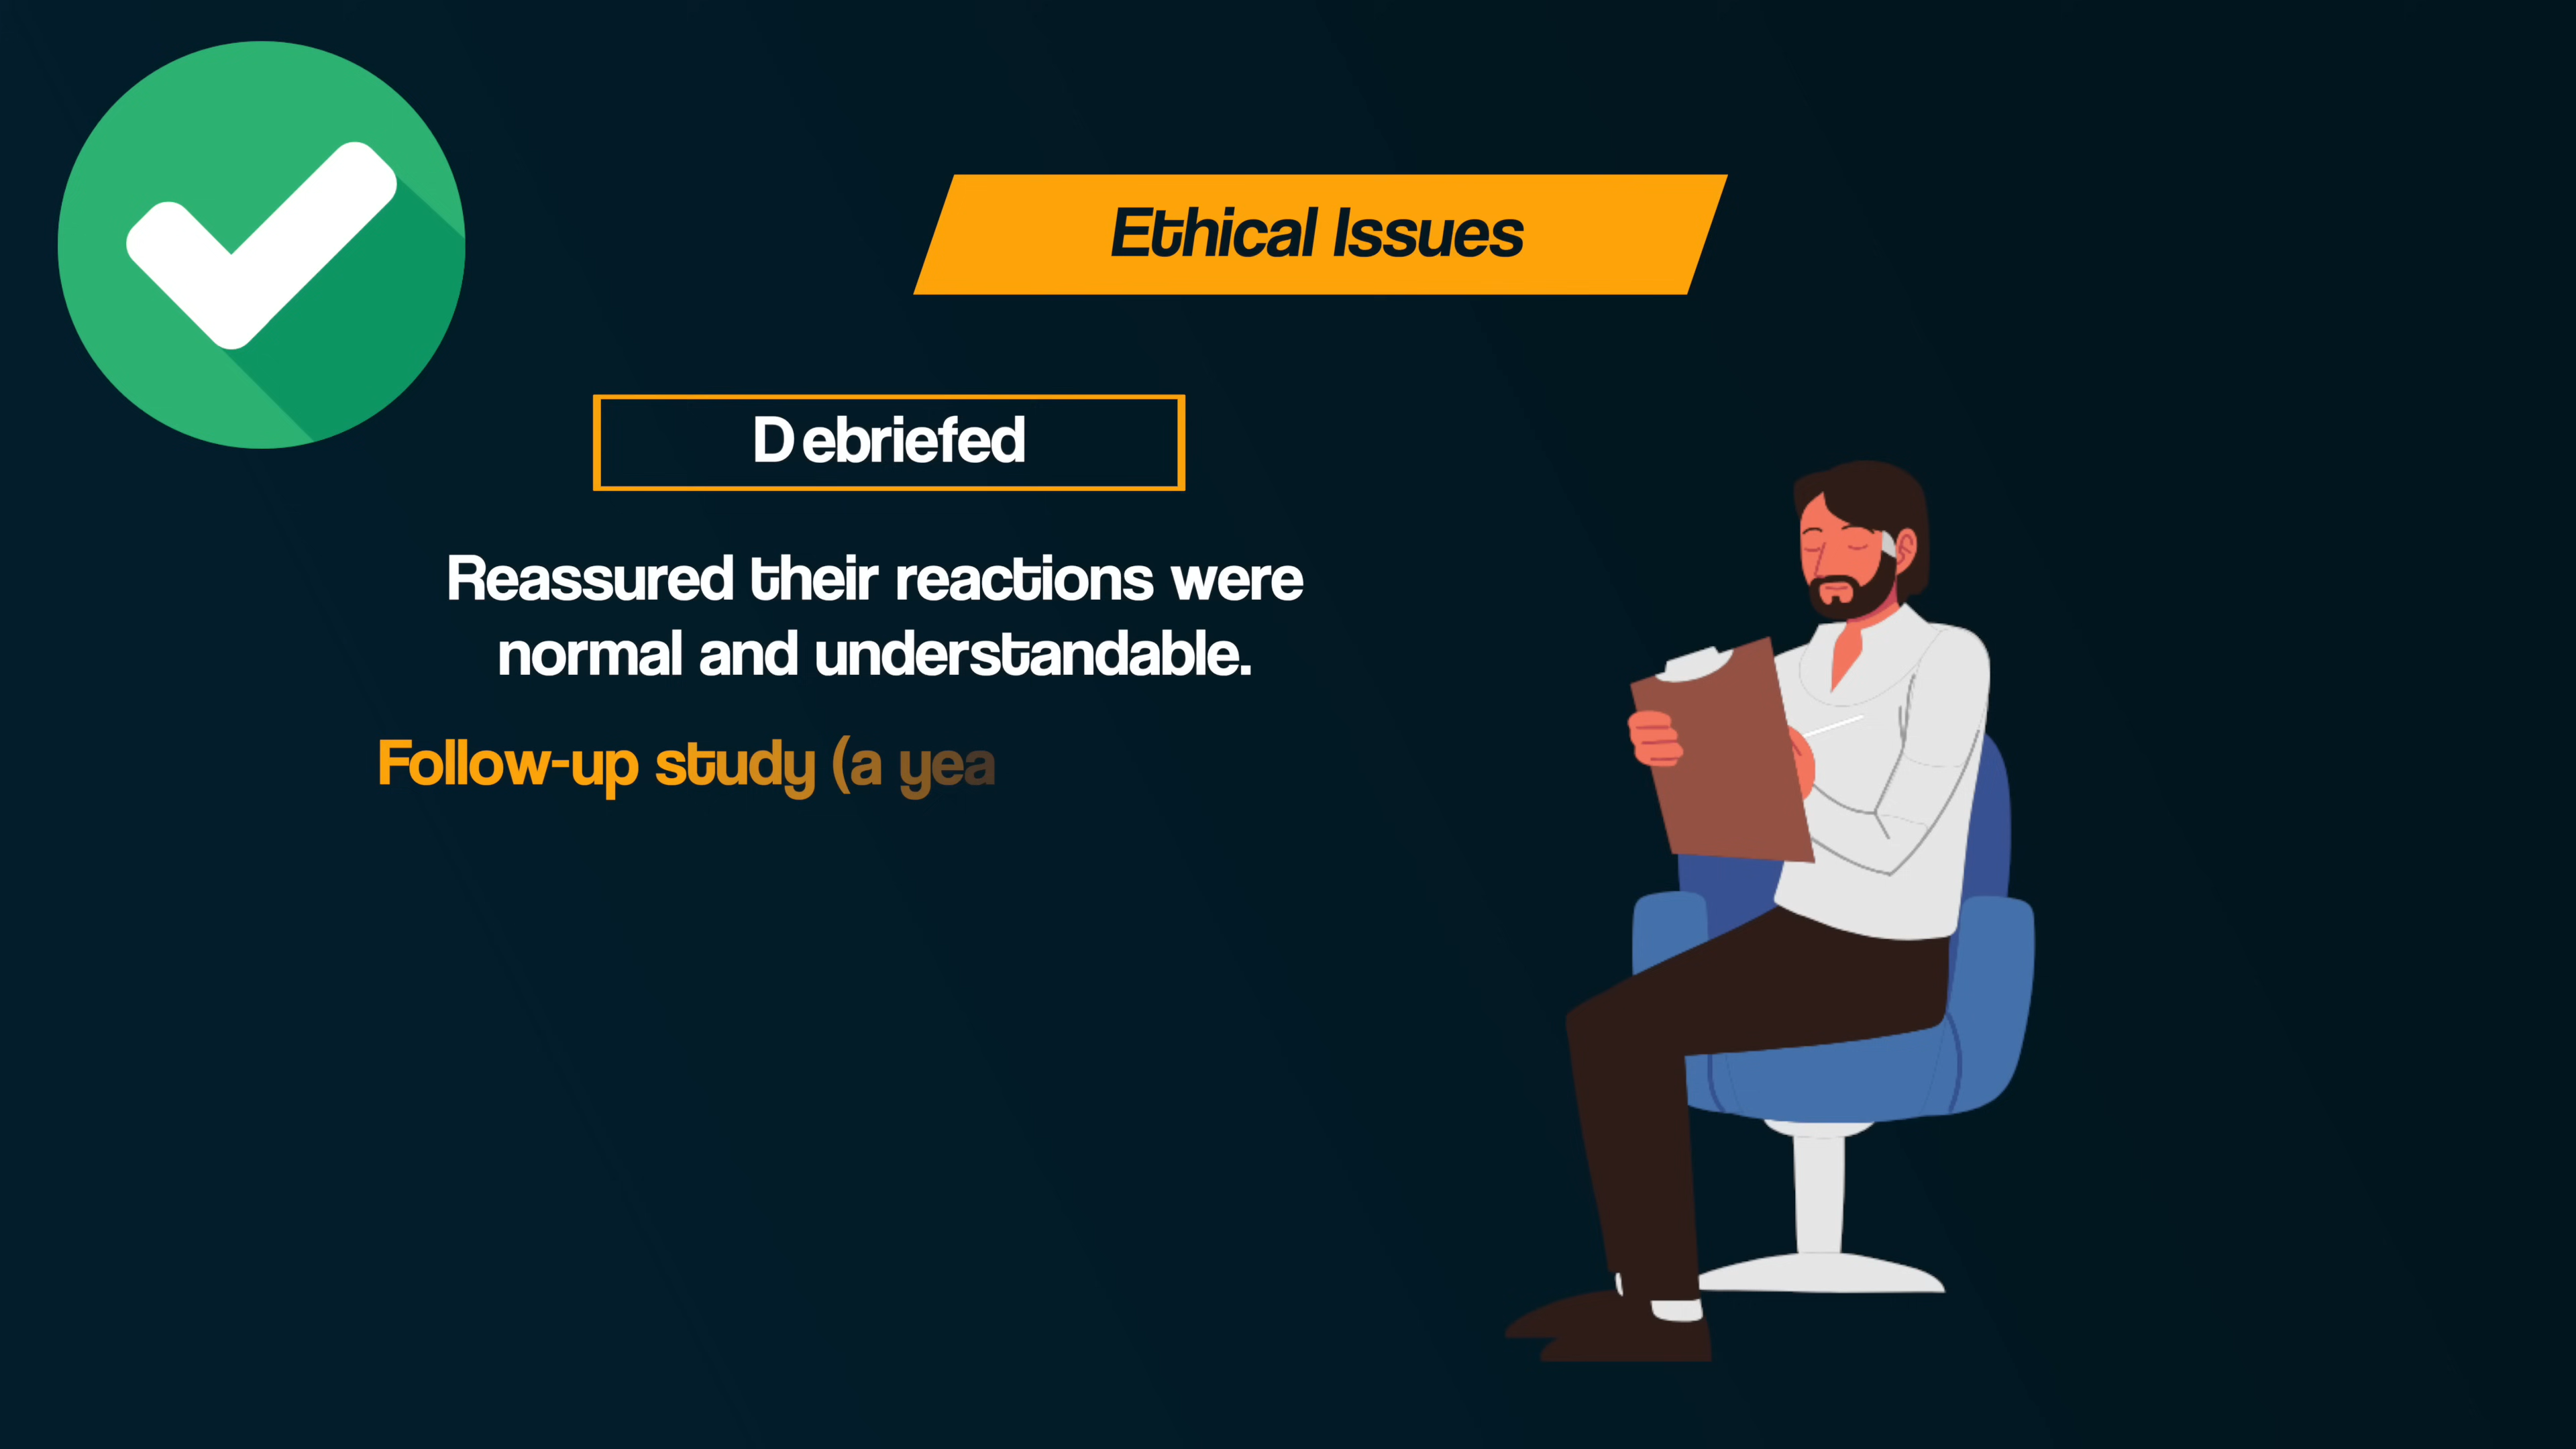 Ethical Issues
Debriefed
Reassured their reactions were
normal and understandable.
Follow-up study (a yea